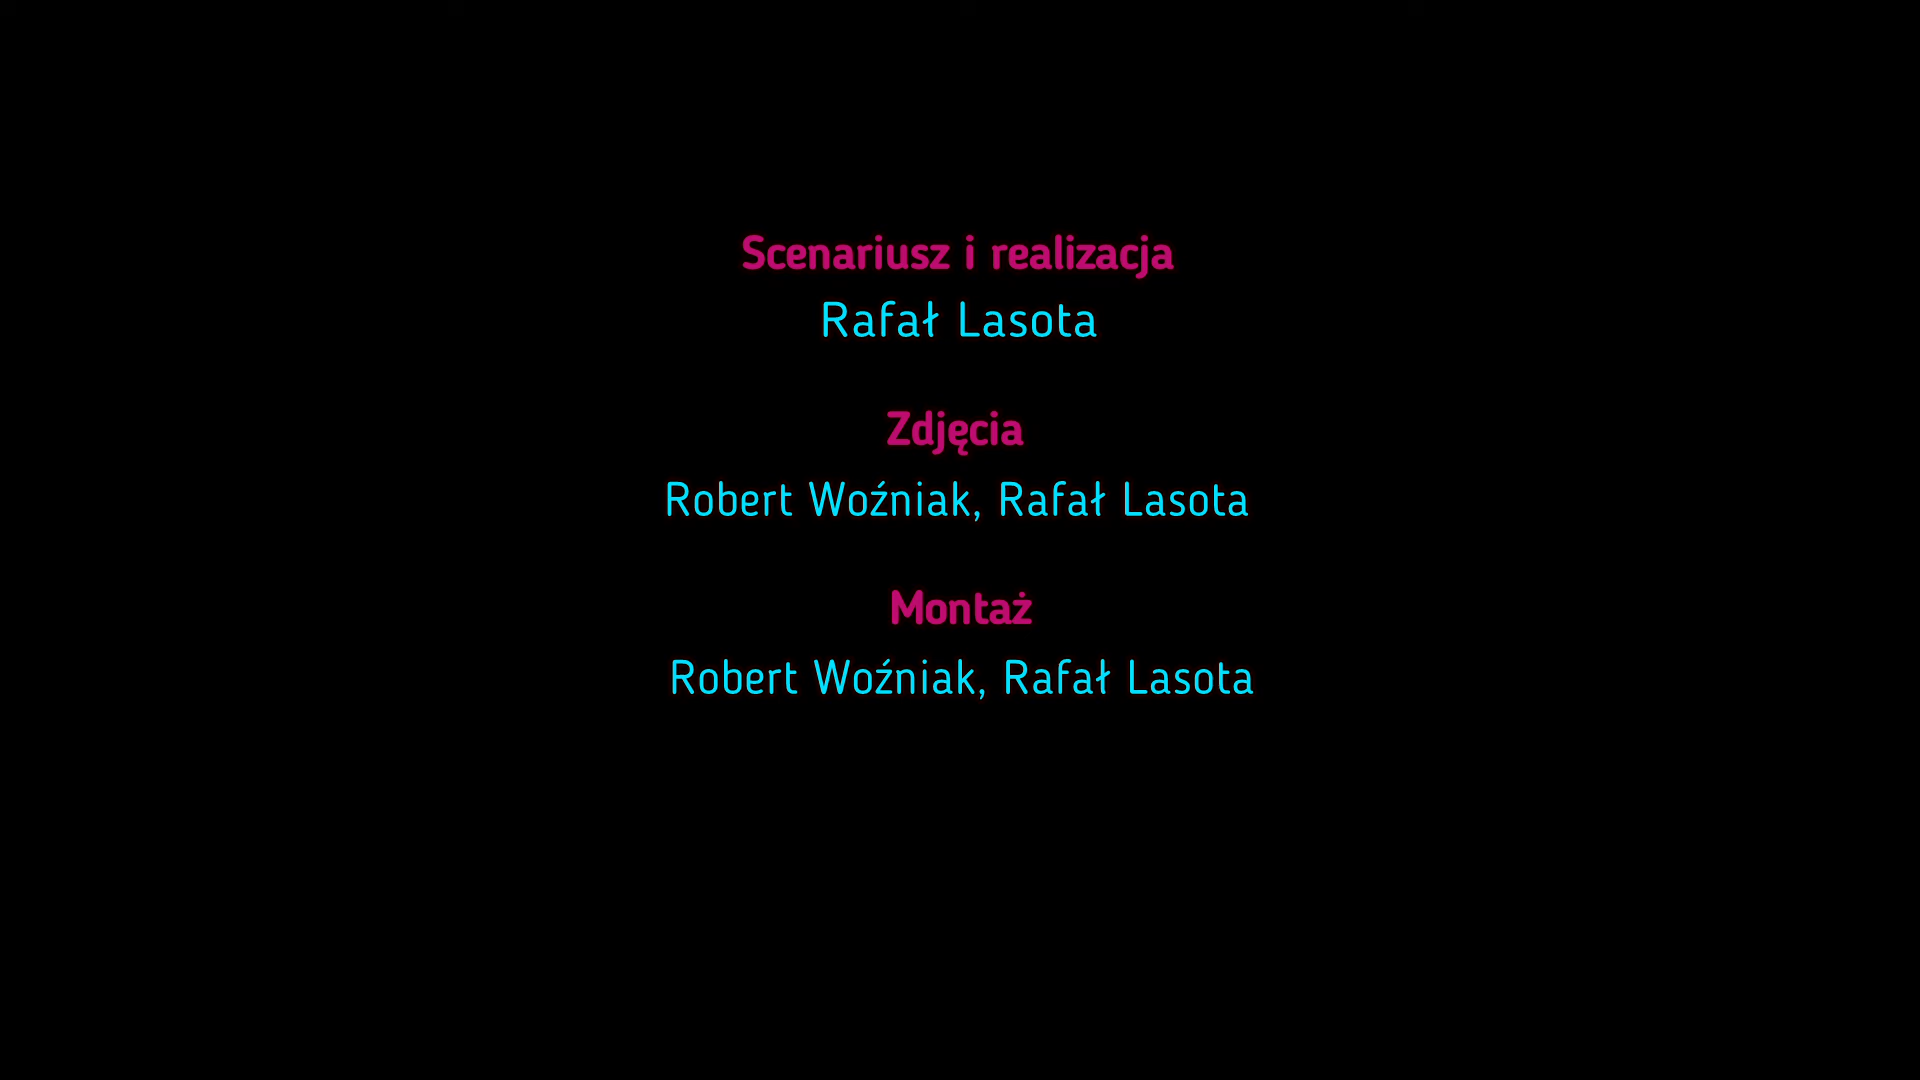 Scenariusz i realizacja
Rafał Lasota
Zdjęcia
Robert Woźniak, Rafał Lasota
Montaż
Robert Woźniak, Rafał Lasota